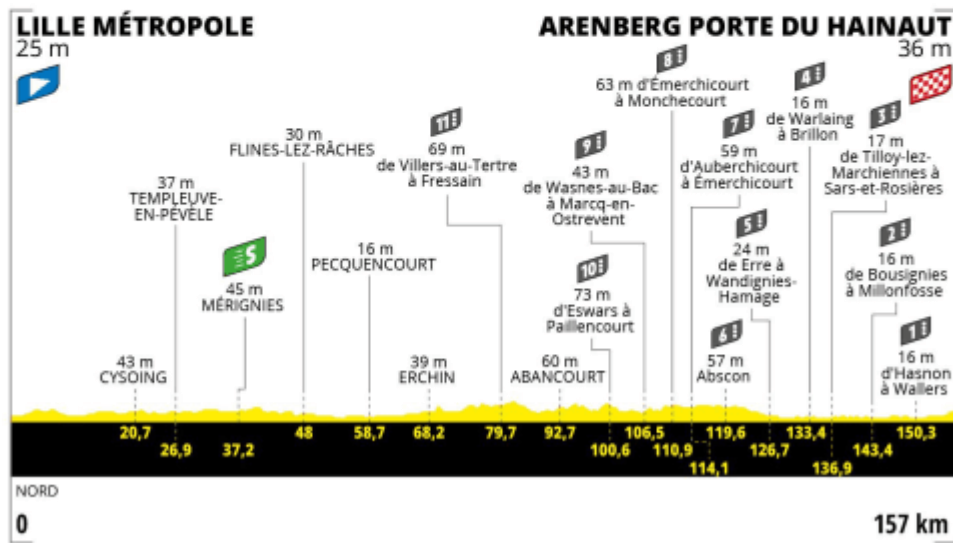 LILLE MÉTROPOLE
25 m
ARENBERG PORTE DU HAINAUT
36 m
43 m
CYSOING
37 m
TEMPLEUVE-
EN-PÉVÈLE
S
45 m
MÉRIGNIES
30 m
FLINES-LEZ-RÂCHES
16 m
PECQUENCOURT
39 m
ERCHIN
11
69 m
de Villers-au-Tertre
à Fressain
60 m
ABANCOURT
10
73 m
d'Eswars à
Paillencourt
9
43 m
de Wasnes-au-Bac
à Marcq-en-
Ostrevent
8
63 m d'Émerchicourt
à Monchecourt
7
59 m
d'Auberchicourt
à Émerchicourt
6
57 m
Abscon
5
24 m
de Erre à
Wandignies-
Hamage
4
16 m
de Warlaing
à Brillon
3
17 m
de Tilloy-lez-
Marchiennes à
Sars-et-Rosières
2
16 m
de Bousignies
à Millonfosse
1
16 m
d'Hasnon
à Wallers
20,7 48 58,7 68,2 79,7 92,7 106,5 119,6 133,4 150,3
26,9 37,2 100,6 110,9 126,7 143,4
114,1 136,9
NORD
0
157 km